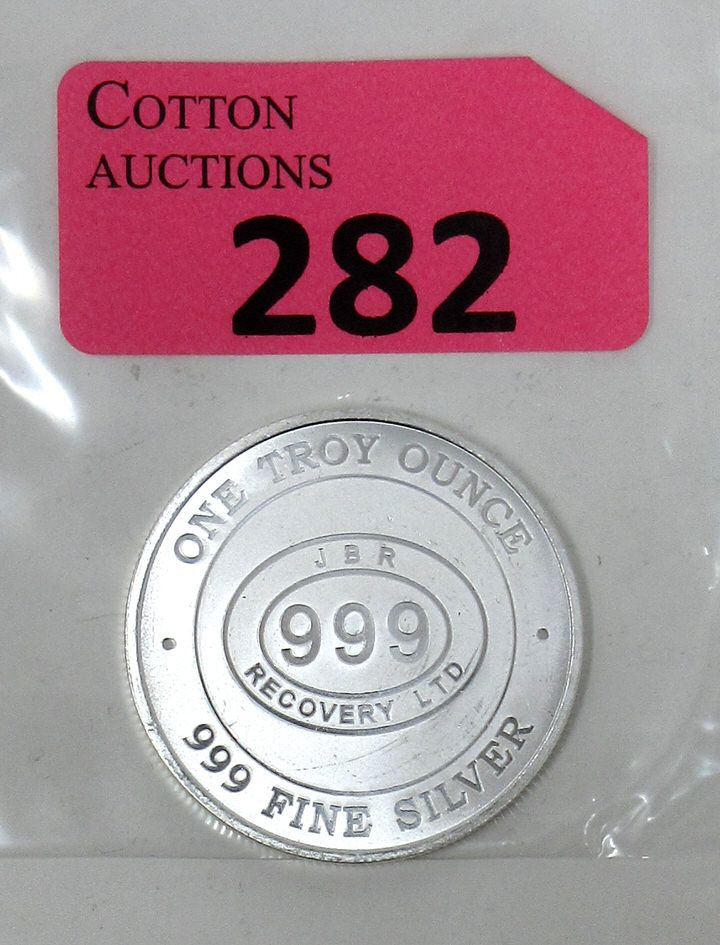 COTTON
AUCTIONS
282
ONE TROY OUNCE
JBR
999
RECOVERY LTD
999 FINE SILVER